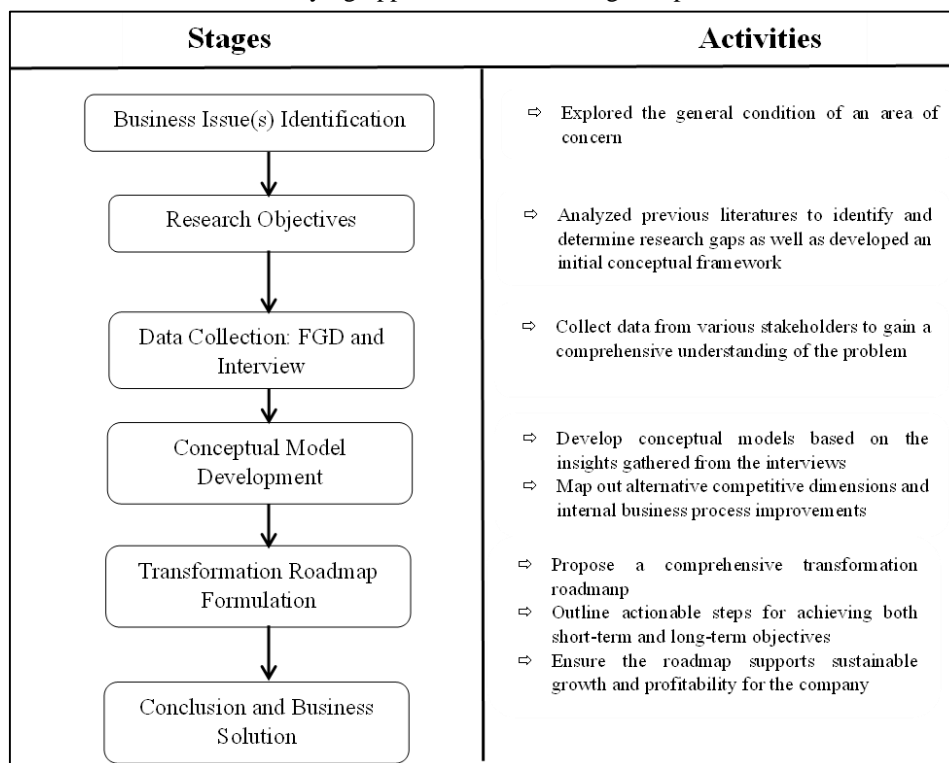 Stages
Activities
Business Issue(s) Identification
⇨ Explored the general condition of an area of
concern
Research Objectives
⇨ Analyzed previous literatures to identify and
determine research gaps as well as developed an
initial conceptual framework
Data Collection: FGD and
Interview
⇨ Collect data from various stakeholders to gain a
comprehensive understanding of the problem
Conceptual Model
Development
⇨ Develop conceptual models based on the
insights gathered from the interviews
⇨ Map out alternative competitive dimensions and
internal business process improvements
Transformation Roadmap
Formulation
⇨ Propose a comprehensive transformation
roadmanp
⇨ Outline actionable steps for achieving both
short-term and long-term objectives
⇨ Ensure the roadmap supports sustainable
growth and profitability for the company
Conclusion and Business
Solution